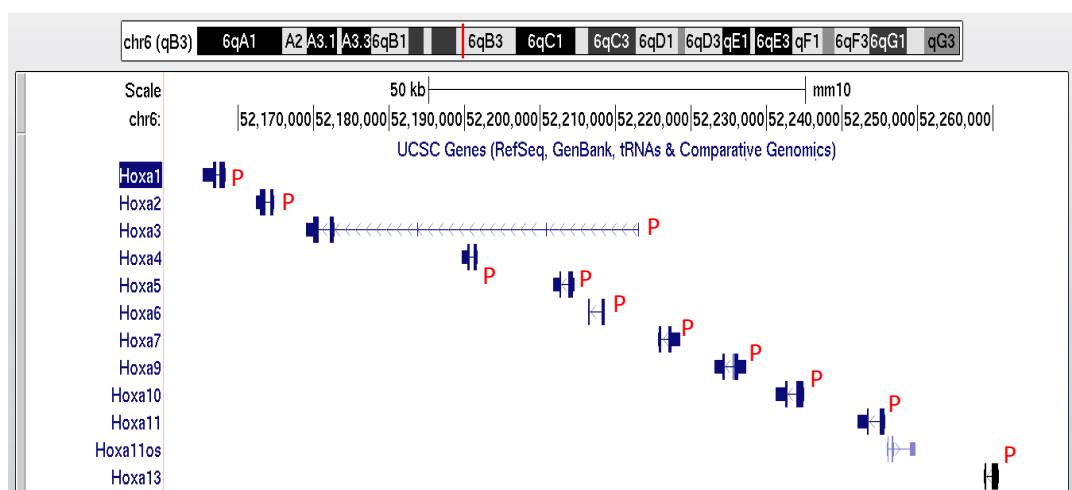 chr6 (qB3) 6qA1 A2 A3.1 A3.3 6qB1 6qB3 6qC1 6qC3 6qD1 6qD3 qE1 6qE3 qF1 6qF3 6qG1 qG3
Scale 50 kb mm10
chr6: 52,170,000 52,180,000 52,190,000 52,200,000 52,210,000 52,220,000 52,230,000 52,240,000 52,250,000 52,260,000
UCSC Genes (RefSeq, GenBank, tRNAs & Comparative Genomics)
Hoxa1 P
Hoxa2 P
Hoxa3 P
Hoxa4 P
Hoxa5 P
Hoxa6 P
Hoxa7 P
Hoxa9 P
Hoxa10 P
Hoxa11 P
Hoxa11os
Hoxa13 P